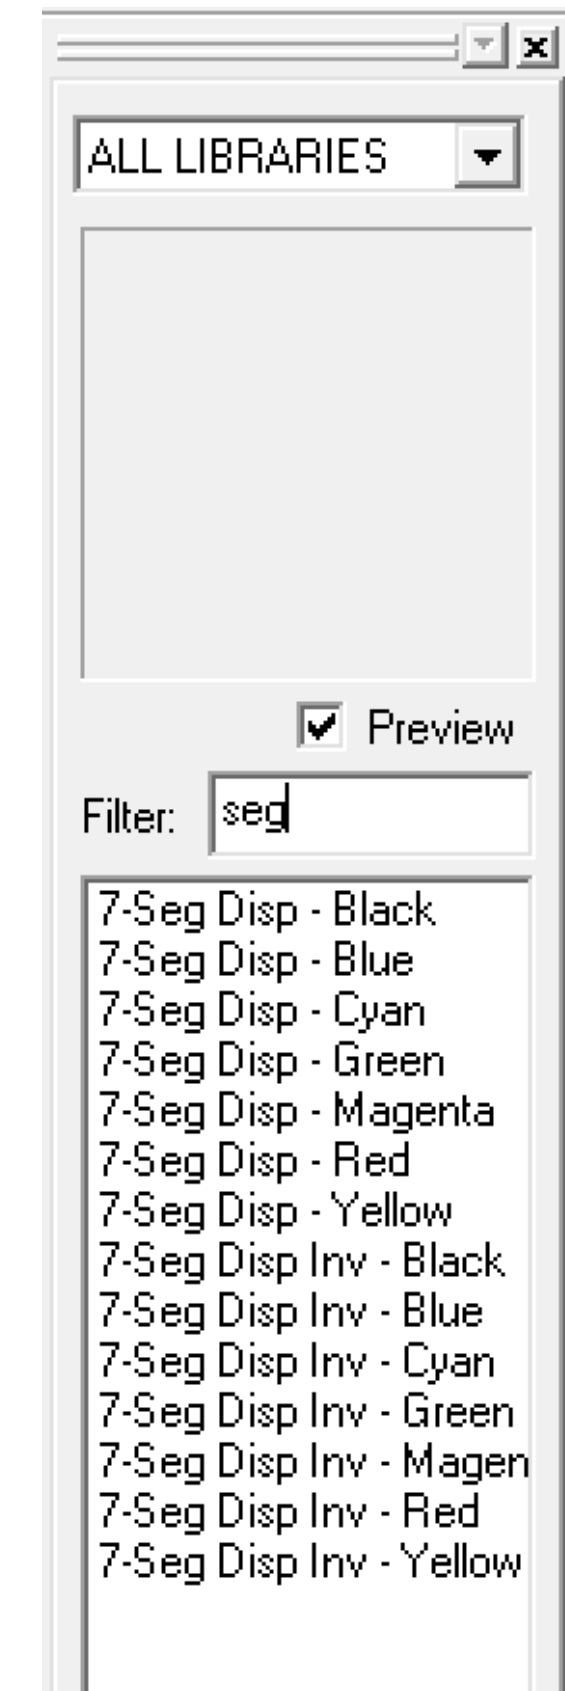 ALL LIBRARIES
Preview
Filter: seg
7-Seg Disp - Black
7-Seg Disp - Blue
7-Seg Disp - Cyan
7-Seg Disp - Green
7-Seg Disp - Magenta
7-Seg Disp - Red
7-Seg Disp - Yellow
7-Seg Disp Inv - Black
7-Seg Disp Inv - Blue
7-Seg Disp Inv - Cyan
7-Seg Disp Inv - Green
7-Seg Disp Inv - Magen
7-Seg Disp Inv - Red
7-Seg Disp Inv - Yellow